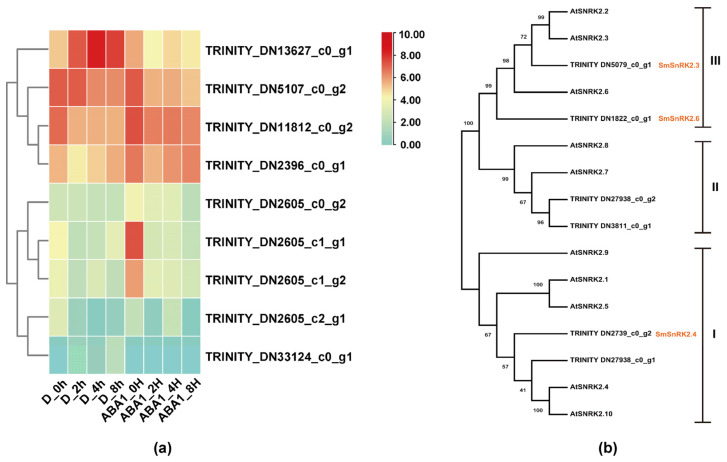 TRINITY_DN13627_c0_g1
TRINITY_DN5107_c0_g2
TRINITY_DN11812_c0_g2
TRINITY_DN2396_c0_g1
TRINITY_DN2605_c0_g2
TRINITY_DN2605_c1_g1
TRINITY_DN2605_c1_g2
TRINITY_DN2605_c2_g1
TRINITY_DN33124_c0_g1
D_0h
D_2h
D_4h
D_8h
ABA1_0H
ABA1_2H
ABA1_4H
ABA1_8H
10.00
8.00
6.00
4.00
2.00
0.00
(a)
AtSNRK2.2
99
AtSNRK2.3
72
TRINITY DN5079_c0_g1 SmSnRK2.3
98
AtSNRK2.6
99
TRINITY DN1822_c0_g1 SmSnRK2.6
100
III
AtSNRK2.8
99
AtSNRK2.7
67
TRINITY DN27938_c0_g2
96
TRINITY DN3811_c0_g1
II
AtSNRK2.9
AtSNRK2.1
100
AtSNRK2.5
67
TRINITY DN2739_c0_g2 SmSnRK2.4
57
TRINITY DN27938_c0_g1
41
AtSNRK2.4
100
AtSNRK2.10
I
(b)